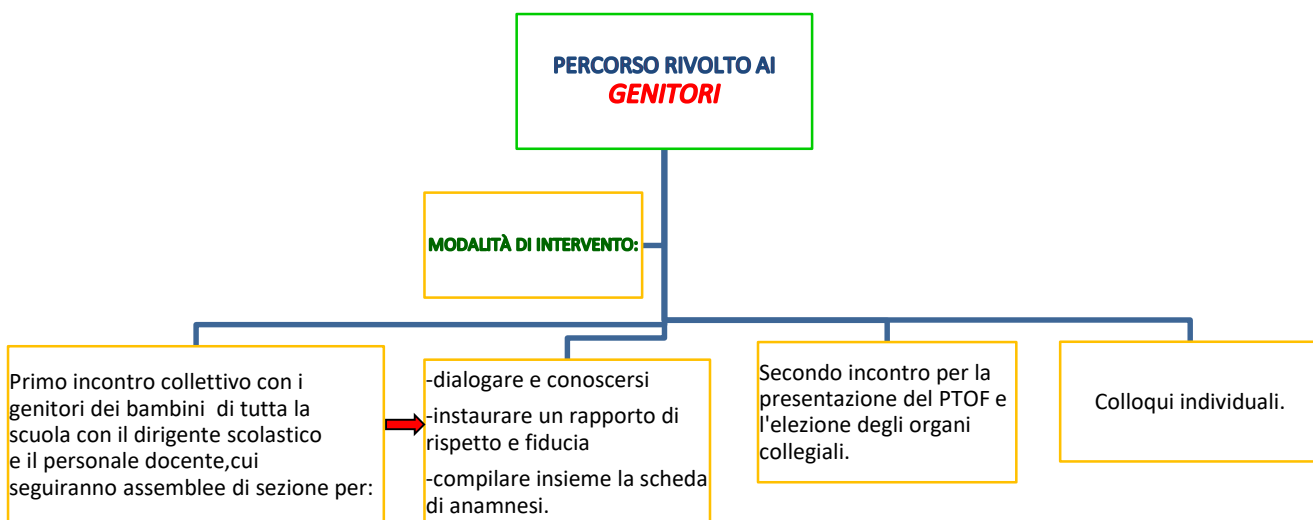 PERCORSO RIVOLTO AI
GENITORI
MODALITÀ DI INTERVENTO:
Primo incontro collettivo con i
genitori dei bambini di tutta la
scuola con il dirigente scolastico
e il personale docente,cui
seguiranno assemblee di sezione per:
-dialogare e conoscersi
-instaurare un rapporto di
rispetto e fiducia
-compilare insieme la scheda
di anamnesi.
Secondo incontro per la
presentazione del PTOF e
l'elezione degli organi
collegiali.
Colloqui individuali.